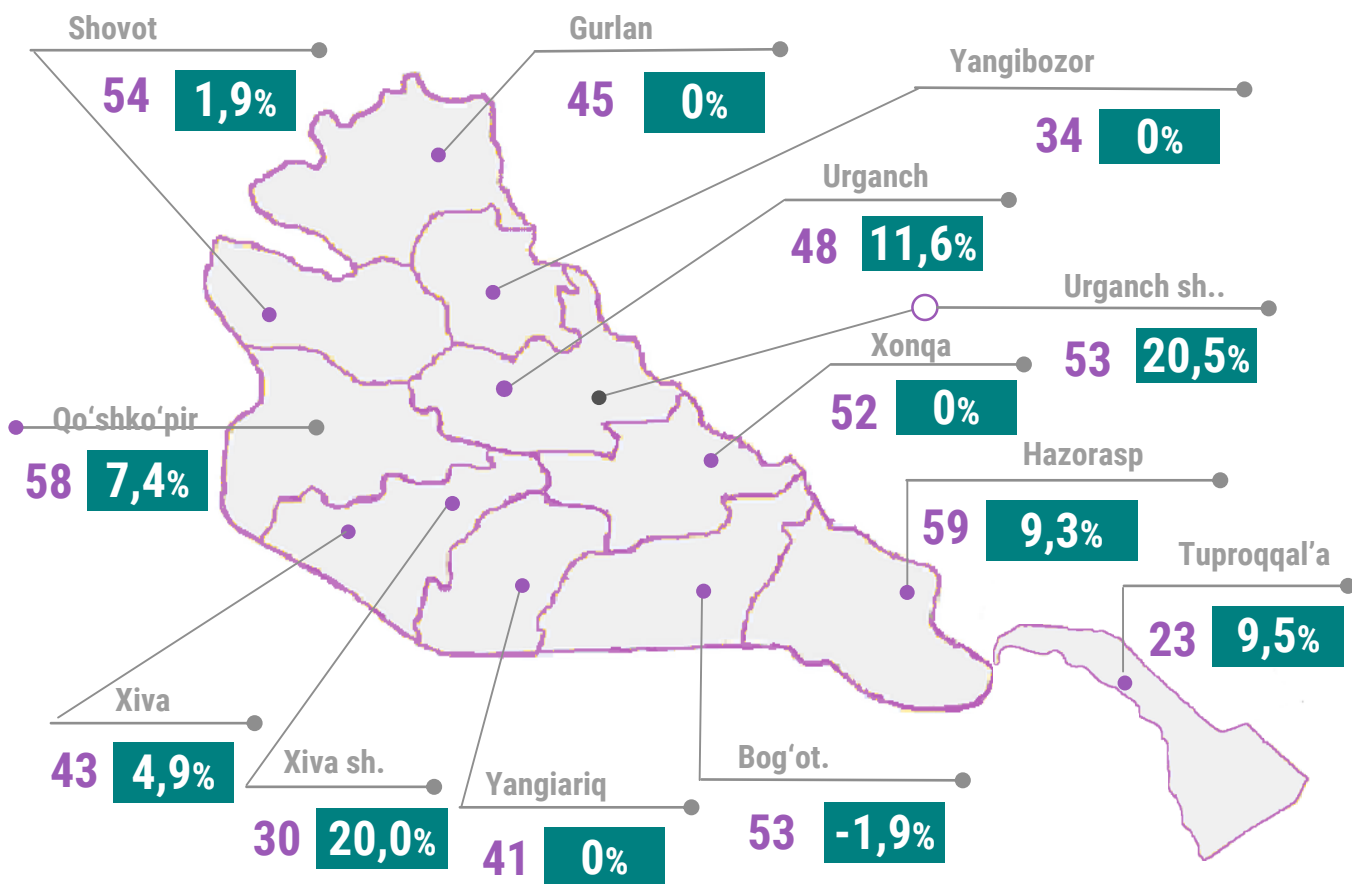 Shovot
54 1,9%
Gurlan
45 0%
Yangibozor
34 0%
Urganch
48 11,6%
Urganch sh..
53 20,5%
Xonqa
52 0%
Qo‘shko‘pir
58 7,4%
Hazorasp
59 9,3%
Tuproqqal’a
23 9,5%
Xiva
43 4,9%
Xiva sh.
30 20,0%
Yangiariq
41 0%
Bog‘ot.
53 -1,9%